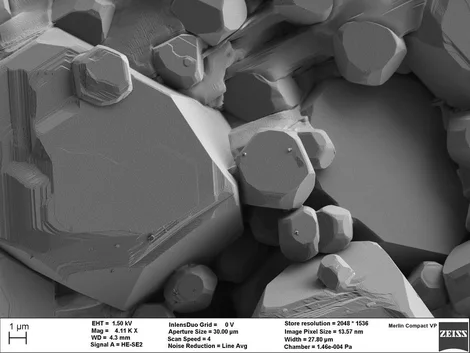 1 µm
EHT = 1.50 kV
Mag = 4.11 K X
WD = 4.3 mm
Signal A = HE-SE2
InlensDuo Grid = 0 V
Aperture Size = 30.00 µm
Scan Speed = 4
Noise Reduction = Line Avg
Store resolution = 2048 * 1536
Image Pixel Size = 13.57 nm
Width = 27.80 µm
Chamber = 1.46e-004 Pa
Merlin Compact VP
ZEISS